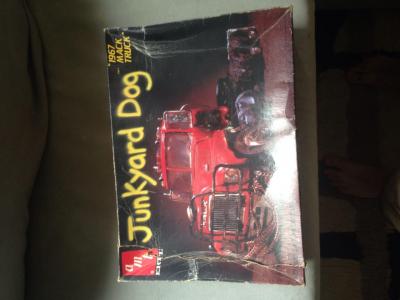 Junkyard Dog
"1967
MACK
TRUCK"
amt
ERTL